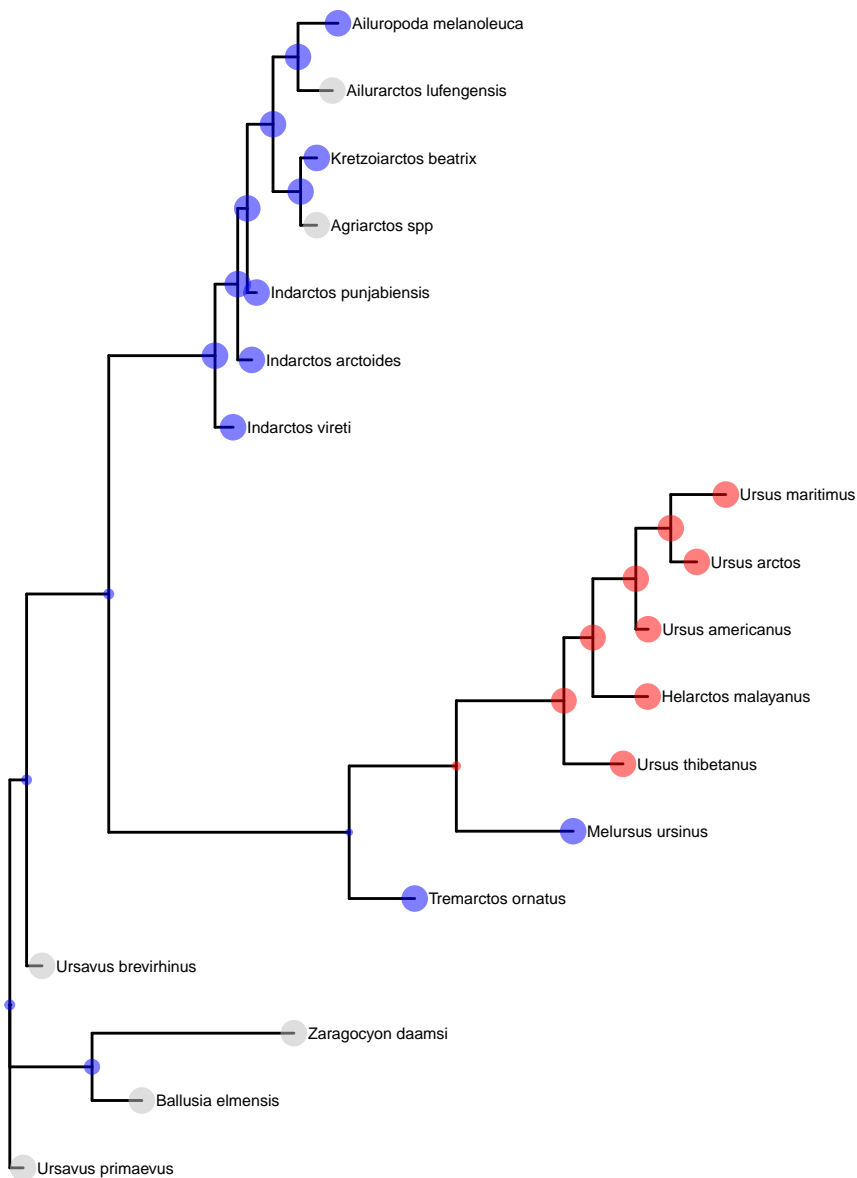 Ailuropoda melanoleuca
Ailurarctos lufengensis
Kretzoiarctos beatrix
Agriarctos spp
Indarctos punjabiensis
Indarctos arctoides
Indarctos vireti
Ursus maritimus
Ursus arctos
Ursus americanus
Helarctos malayanus
Ursus thibetanus
Melursus ursinus
Tremarctos ornatus
Ursavus brevirhinus
Zaragocyon daamsi
Ballusia elmensis
Ursavus primaevus